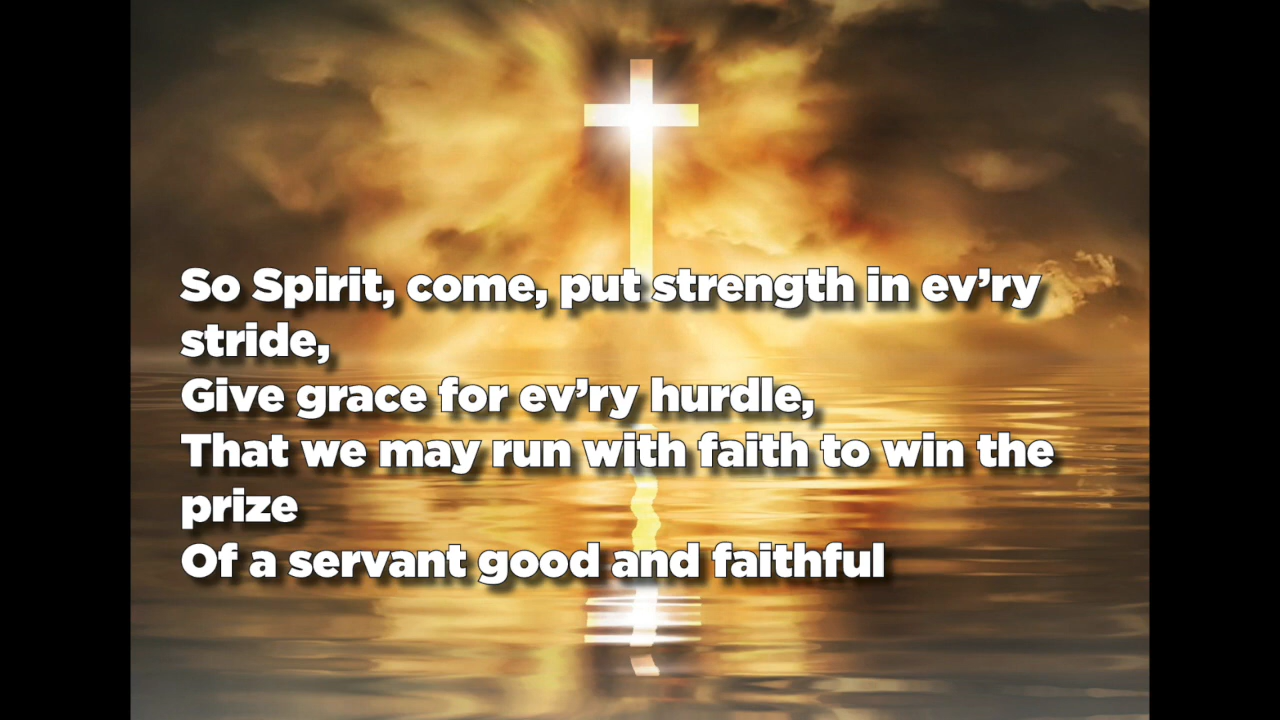 So Spirit, come, put strength in ev’ry
stride,
Give grace for ev’ry hurdle,
That we may run with faith to win the
prize
Of a servant good and faithful